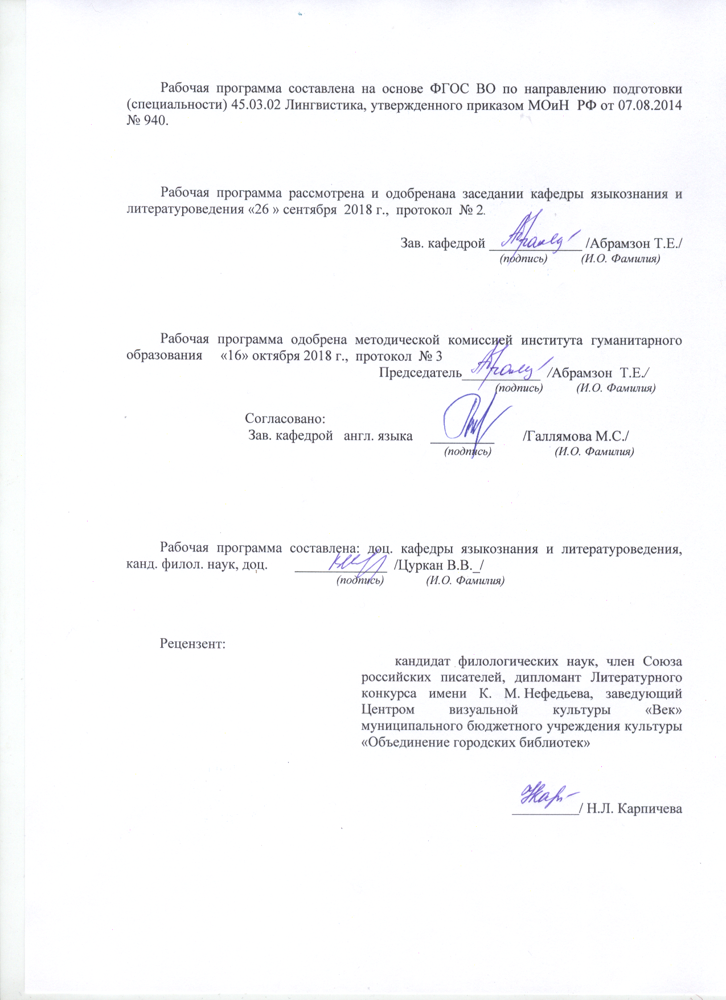 Рабочая программа составлена на основе ФГОС ВО по направлению подготовки
(специальности) 45.03.02 Лингвистика, утвержденного приказом МОиН РФ от 07.08.2014
№ 940.
Рабочая программа рассмотрена и одобренана заседании кафедры языкознания и
литературоведения «26 » сентября 2018 г., протокол № 2.
Зав. кафедрой _____________ /Абрамзон Т.Е./
(подпись) (И.О. Фамилия)
Рабочая программа одобрена методической комиссией института гуманитарного
образования «16» октября 2018 г., протокол № 3
Председатель___________ /Абрамзон Т.Е./
(подпись) (И.О. Фамилия)
Согласовано:
Зав. кафедрой англ. языка _________ /Галлямова М.С./
(подпись) (И.О. Фамилия)
Рабочая программа составлена: доц. кафедры языкознания и литературоведения,
канд. филол. наук, доц. _____________ /Цуркан В.В._/
(подпись) (И.О. Фамилия)
Рецензент:
кандидат филологических наук, член Союза
российских писателей, дипломант Литературного
конкурса имени К. М. Нефедьева, заведующий
Центром визуальной культуры «Век»
муниципального бюджетного учреждения культуры
«Объединение городских библиотек»
_________/ Н.Л. Карпичева